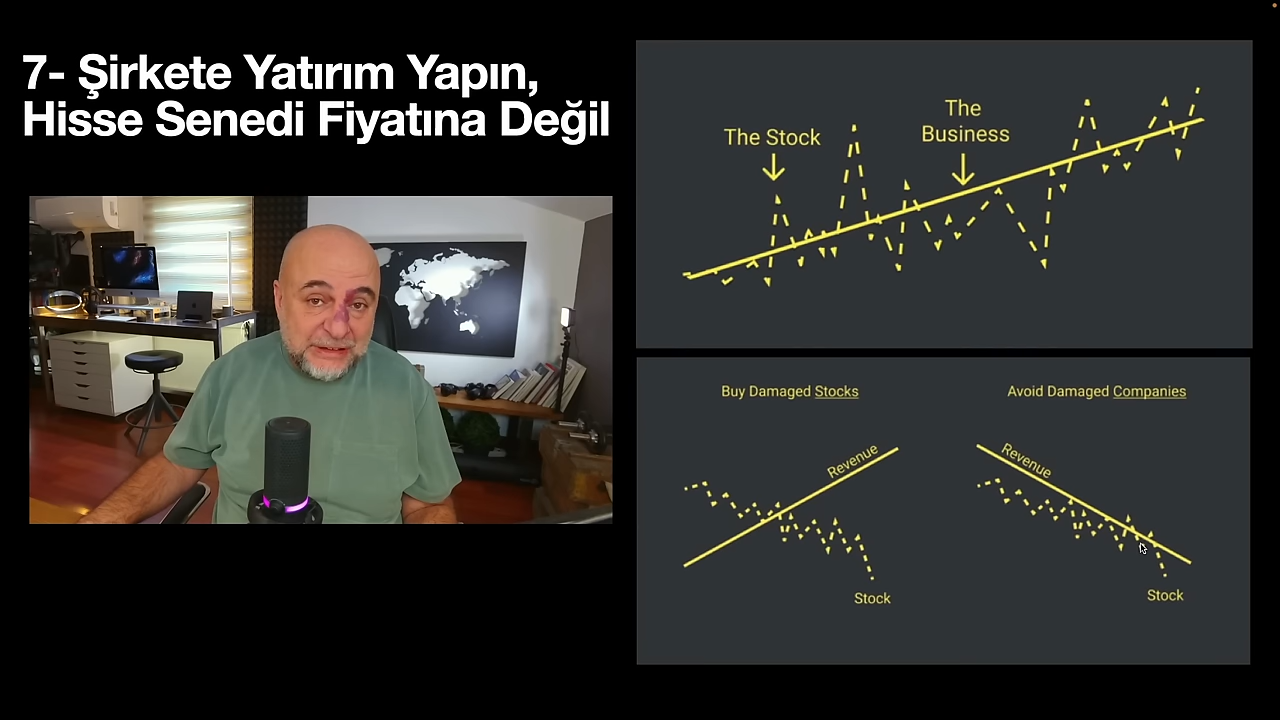 7- Şirkete Yatırım Yapın,
Hisse Senedi Fiyatına Değil
The Stock
The
Business
Buy Damaged Stocks
Avoid Damaged Companies
Revenue
Stock
Revenue
Stock